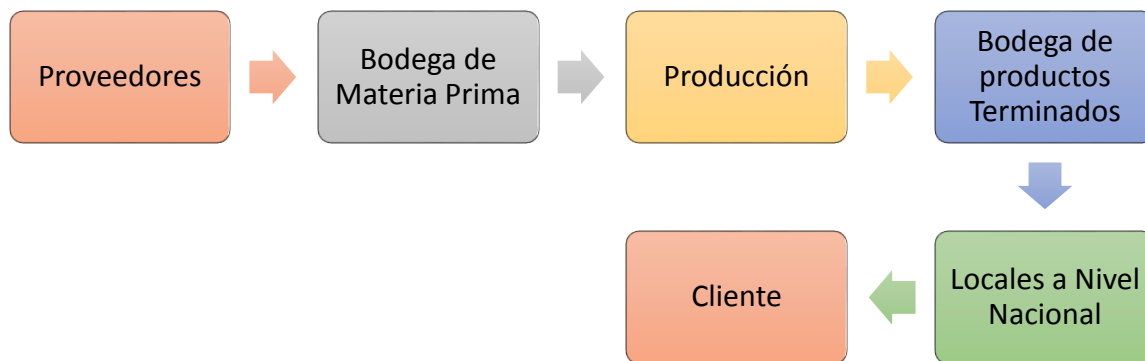 Proveedores
Bodega de
Materia Prima
Producción
Bodega de
productos
Terminados
Locales a Nivel
Nacional
Cliente